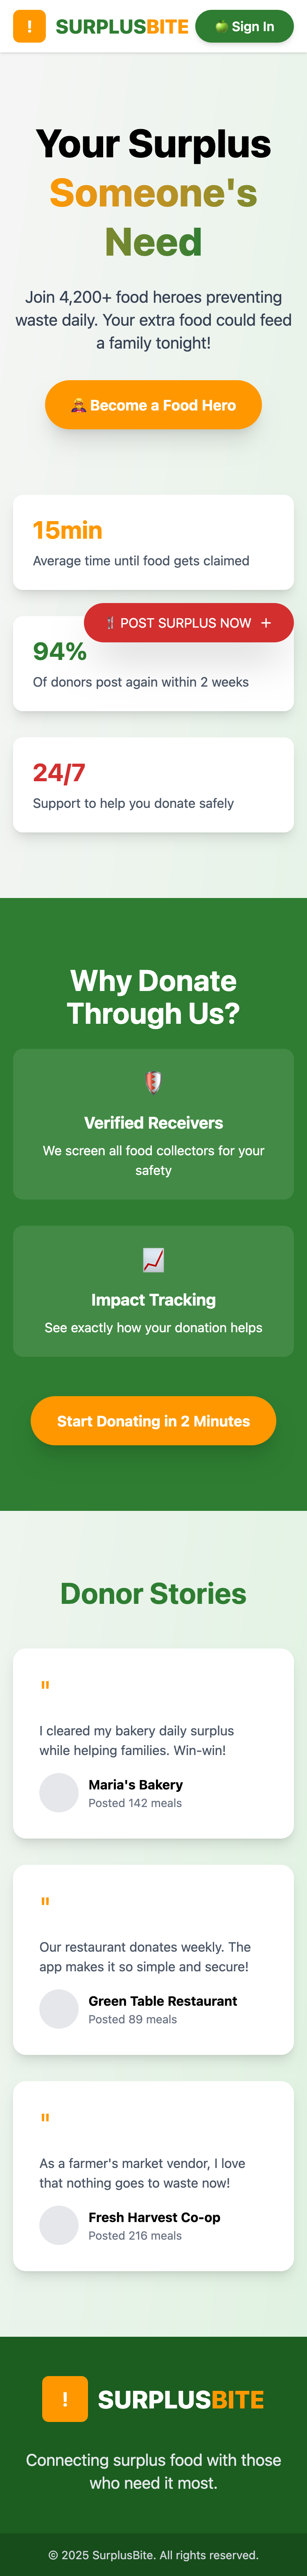 ! SURPLUSBITE 🍏 Sign In
Your Surplus
Someone's
Need
Join 4,200+ food heroes preventing
waste daily. Your extra food could feed
a family tonight!
Become a Food Hero
15min
Average time until food gets claimed
🍴 POST SURPLUS NOW +
94%
Of donors post again within 2 weeks
24/7
Support to help you donate safely
Why Donate
Through Us?
Verified Receivers
We screen all food collectors for your
safety
Impact Tracking
See exactly how your donation helps
Start Donating in 2 Minutes
Donor Stories
"
I cleared my bakery daily surplus
while helping families. Win-win!
Maria's Bakery
Posted 142 meals
"
Our restaurant donates weekly. The
app makes it so simple and secure!
Green Table Restaurant
Posted 89 meals
"
As a farmer's market vendor, I love
that nothing goes to waste now!
Fresh Harvest Co-op
Posted 216 meals
! SURPLUSBITE
Connecting surplus food with those
who need it most.
© 2025 SurplusBite. All rights reserved.